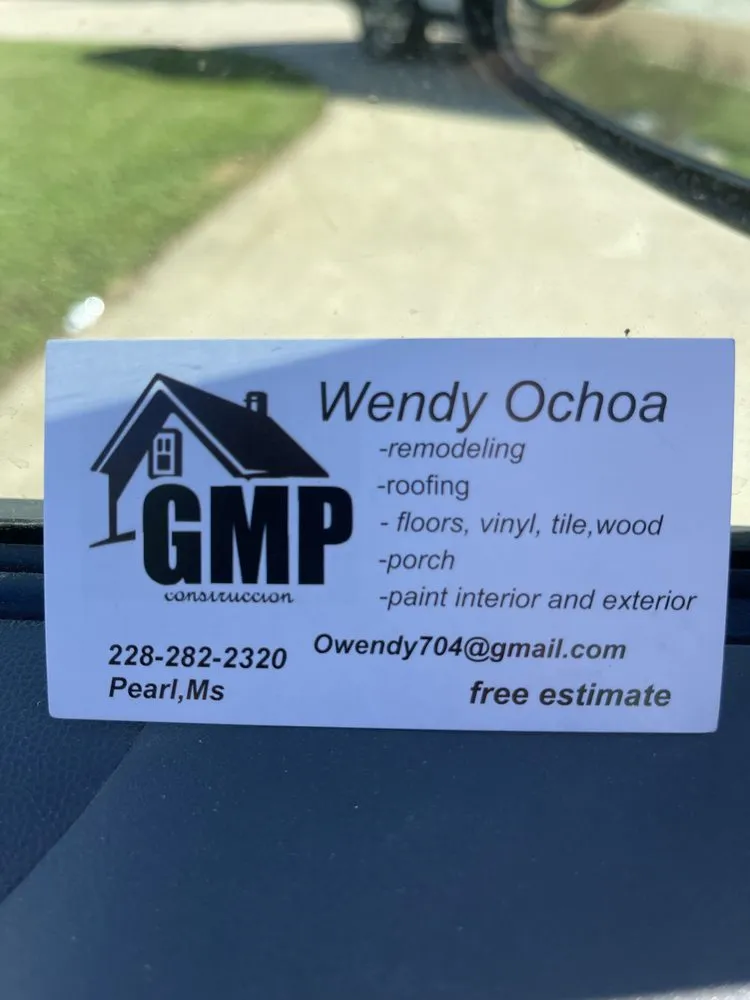 Wendy Ochoa
-remodeling
-roofing
- floors, vinyl, tile,wood
-porch
-paint interior and exterior
GMP
construccion
228-282-2320
Pearl,Ms
Owendy704@gmail.com
free estimate